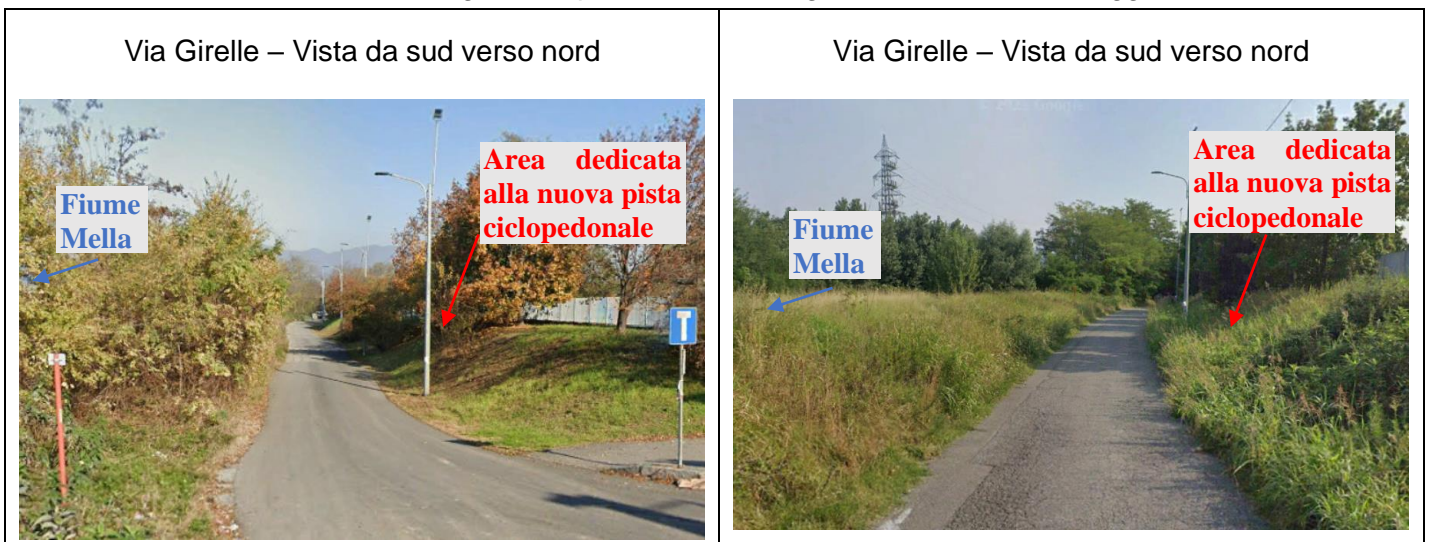 Via Girelle – Vista da sud verso nord
Via Girelle – Vista da sud verso nord
Fiume
Mella
Area dedicata
alla nuova pista
ciclopedonale
T
Fiume
Mella
Area dedicata
alla nuova pista
ciclopedonale